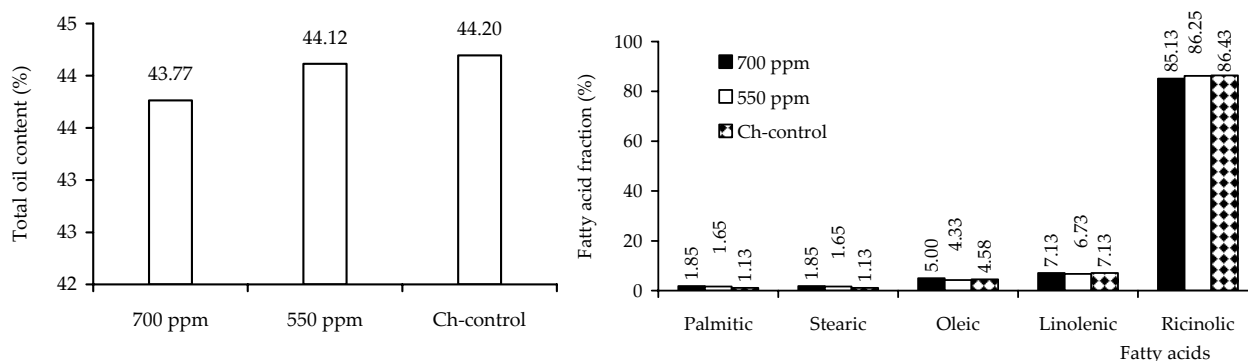 45
44
44
43
43
42
Total oil content (%)
43.77
44.12
44.20
700 ppm
550 ppm
Ch-control
100
80
60
40
20
0
Fatty acid fraction (%)
700 ppm
550 ppm
Ch-control
1.85
1.65
1.13
1.85
1.65
1.13
5.00
4.33
4.58
7.13
6.73
7.13
85.13
86.25
86.43
Palmitic
Stearic
Oleic
Linolenic
Ricinolic
Fatty acids